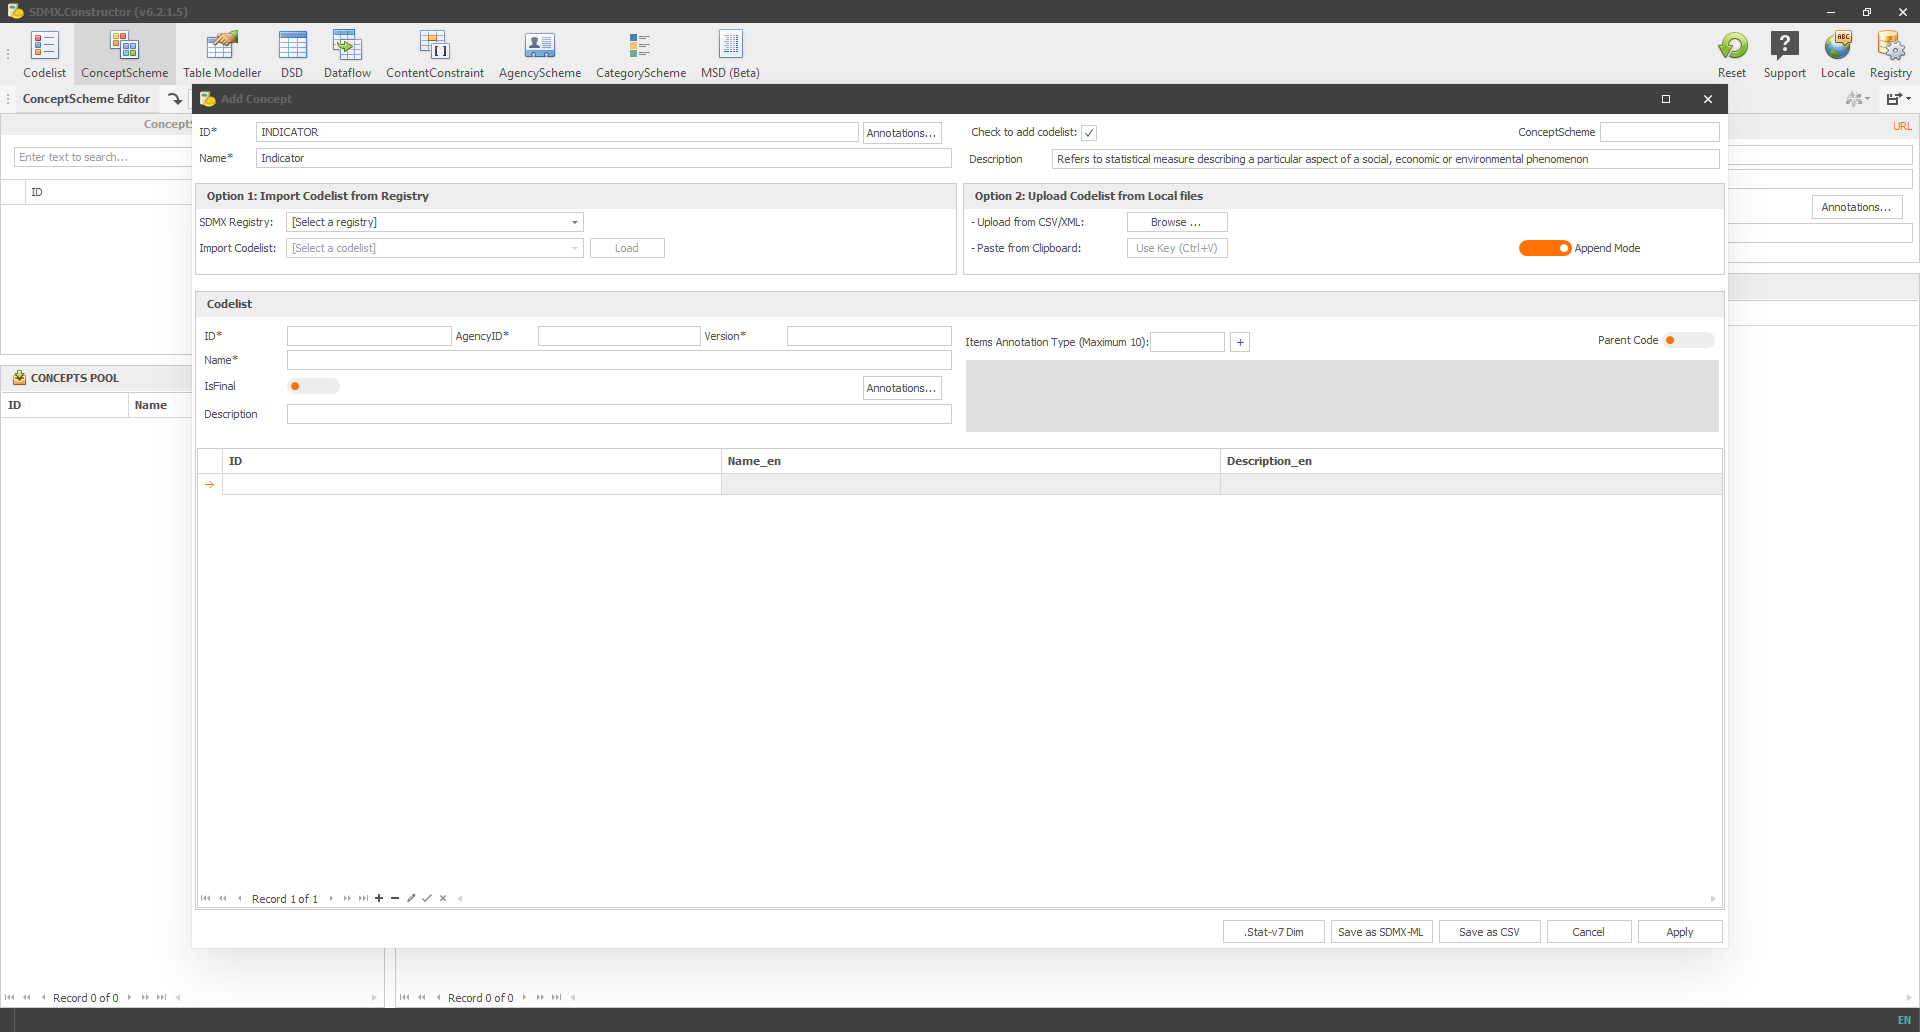 SDMX.Constructor (v6.2.1.5)
Codelist
ConceptScheme
Table Modeller
DSD
Dataflow
ContentConstraint
AgencyScheme
CategoryScheme
MSD (Beta)
Reset
Support
Locale
Registry
ConceptScheme Editor
Add Concept
Concept
URL
ID* INDICATOR Annotations... Check to add codelist: ConceptScheme
Name* Indicator Description Refers to statistical measure describing a particular aspect of a social, economic or environmental phenomenon
Enter text to search...
ID
Annotations...
Option 1: Import Codelist from Registry
SDMX Registry: [Select a registry]
Import Codelist: [Select a codelist] Load
Option 2: Upload Codelist from Local files
- Upload from CSV/XML: Browse ...
- Paste from Clipboard: Use Key (Ctrl+V) Append Mode
Codelist
ID* AgencyID* Version* Items Annotation Type (Maximum 10): + Parent Code
Name*
IsFinal Annotations...
Description
CONCEPTS POOL
ID Name
ID Name_en Description_en
Record 1 of 1
.Stat-v7 Dim Save as SDMX-ML Save as CSV Cancel Apply
Record 0 of 0
Record 0 of 0
EN